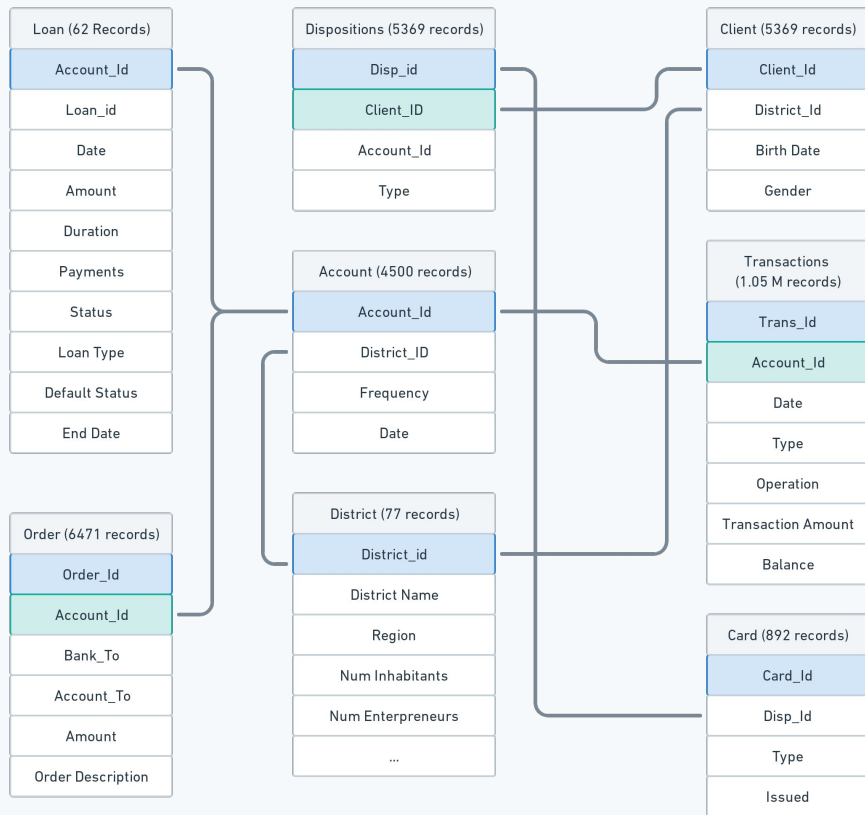 Loan (62 Records)
Account_Id
Loan_id
Date
Amount
Duration
Payments
Status
Loan Type
Default Status
End Date
Order (6471 records)
Order_Id
Account_Id
Bank_To
Account_To
Amount
Order Description
Dispositions (5369 records)
Disp_id
Client_ID
Account_Id
Type
Account (4500 records)
Account_Id
District_ID
Frequency
Date
District (77 records)
District_id
District Name
Region
Num Inhabitants
Num Enterpreneurs
...
Client (5369 records)
Client_Id
District_Id
Birth Date
Gender
Transactions
(1.05 M records)
Trans_Id
Account_Id
Date
Type
Operation
Transaction Amount
Balance
Card (892 records)
Card_Id
Disp_Id
Type
Issued